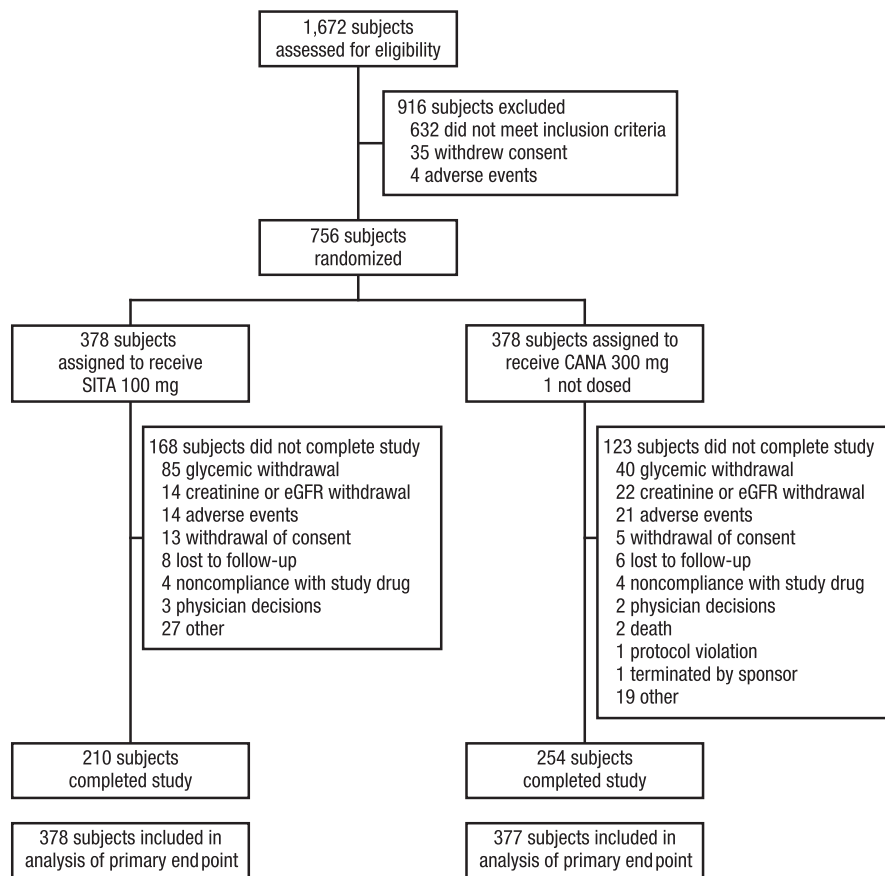 1,672 subjects
assessed for eligibility
916 subjects excluded
632 did not meet inclusion criteria
35 withdrew consent
4 adverse events
756 subjects
randomized
378 subjects
assigned to receive
SITA 100 mg
378 subjects assigned to
receive CANA 300 mg
1 not dosed
168 subjects did not complete study
85 glycemic withdrawal
14 creatinine or eGFR withdrawal
14 adverse events
13 withdrawal of consent
8 lost to follow-up
4 noncompliance with study drug
3 physician decisions
27 other
123 subjects did not complete study
40 glycemic withdrawal
22 creatinine or eGFR withdrawal
21 adverse events
5 withdrawal of consent
6 lost to follow-up
4 noncompliance with study drug
2 physician decisions
2 death
1 protocol violation
1 terminated by sponsor
19 other
210 subjects
completed study
254 subjects
completed study
378 subjects included in
analysis of primary end point
377 subjects included in
analysis of primary end point